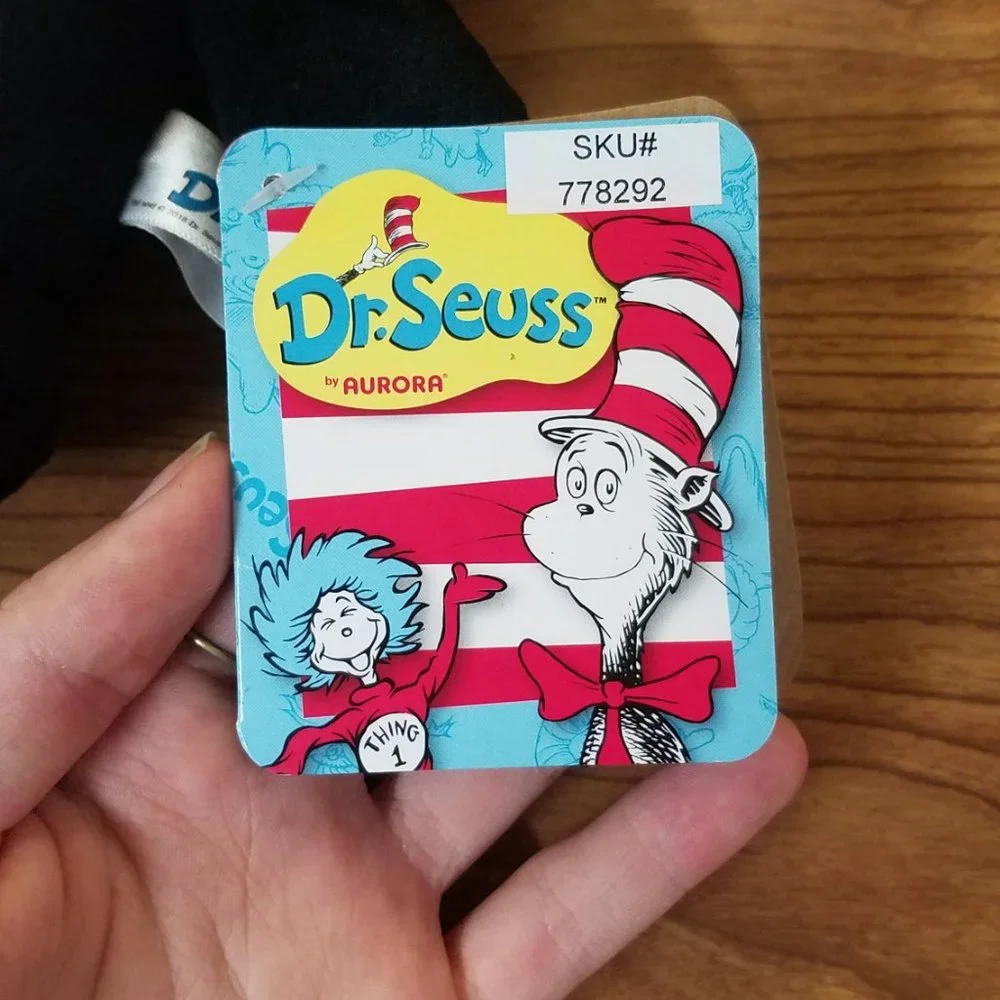 SKU#
778292
Dr. Seuss™
by AURORA®
THING
1